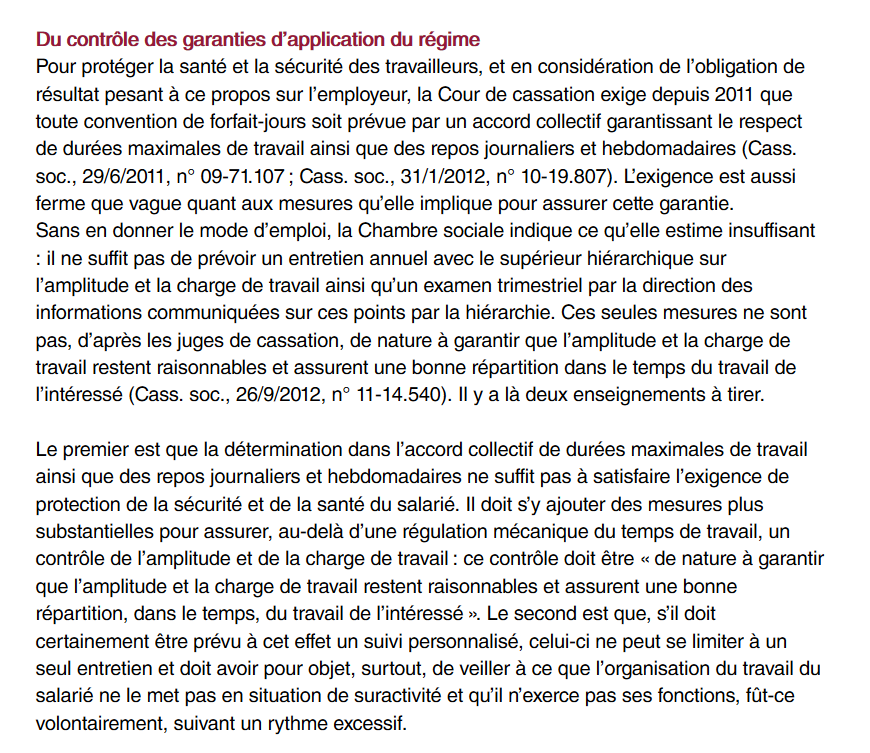 Du contrôle des garanties d’application du régime
Pour protéger la santé et la sécurité des travailleurs, et en considération de l’obligation de
résultat pesant à ce propos sur l’employeur, la Cour de cassation exige depuis 2011 que
toute convention de forfait-jours soit prévue par un accord collectif garantissant le respect
de durées maximales de travail ainsi que des repos journaliers et hebdomadaires (Cass.
soc., 29/6/2011, n° 09-71.107 ; Cass. soc., 31/1/2012, n° 10-19.807). L’exigence est aussi
ferme que vague quant aux mesures qu’elle implique pour assurer cette garantie.
Sans en donner le mode d’emploi, la Chambre sociale indique ce qu’elle estime insuffisant
: il ne suffit pas de prévoir un entretien annuel avec le supérieur hiérarchique sur
l’amplitude et la charge de travail ainsi qu’un examen trimestriel par la direction des
informations communiquées sur ces points par la hiérarchie. Ces seules mesures ne sont
pas, d’après les juges de cassation, de nature à garantir que l’amplitude et la charge de
travail restent raisonnables et assurent une bonne répartition dans le temps du travail de
l’intéressé (Cass. soc., 26/9/2012, n° 11-14.540). Il y a là deux enseignements à tirer.
Le premier est que la détermination dans l’accord collectif de durées maximales de travail
ainsi que des repos journaliers et hebdomadaires ne suffit pas à satisfaire l’exigence de
protection de la sécurité et de la santé du salarié. Il doit s’y ajouter des mesures plus
substantielles pour assurer, au-delà d’une régulation mécanique du temps de travail, un
contrôle de l’amplitude et de la charge de travail : ce contrôle doit être « de nature à garantir
que l’amplitude et la charge de travail restent raisonnables et assurent une bonne
répartition, dans le temps, du travail de l’intéressé ». Le second est que, s’il doit
certainement être prévu à cet effet un suivi personnalisé, celui-ci ne peut se limiter à un
seul entretien et doit avoir pour objet, surtout, de veiller à ce que l’organisation du travail du
salarié ne le met pas en situation de suractivité et qu’il n’exerce pas ses fonctions, fût-ce
volontairement, suivant un rythme excessif.